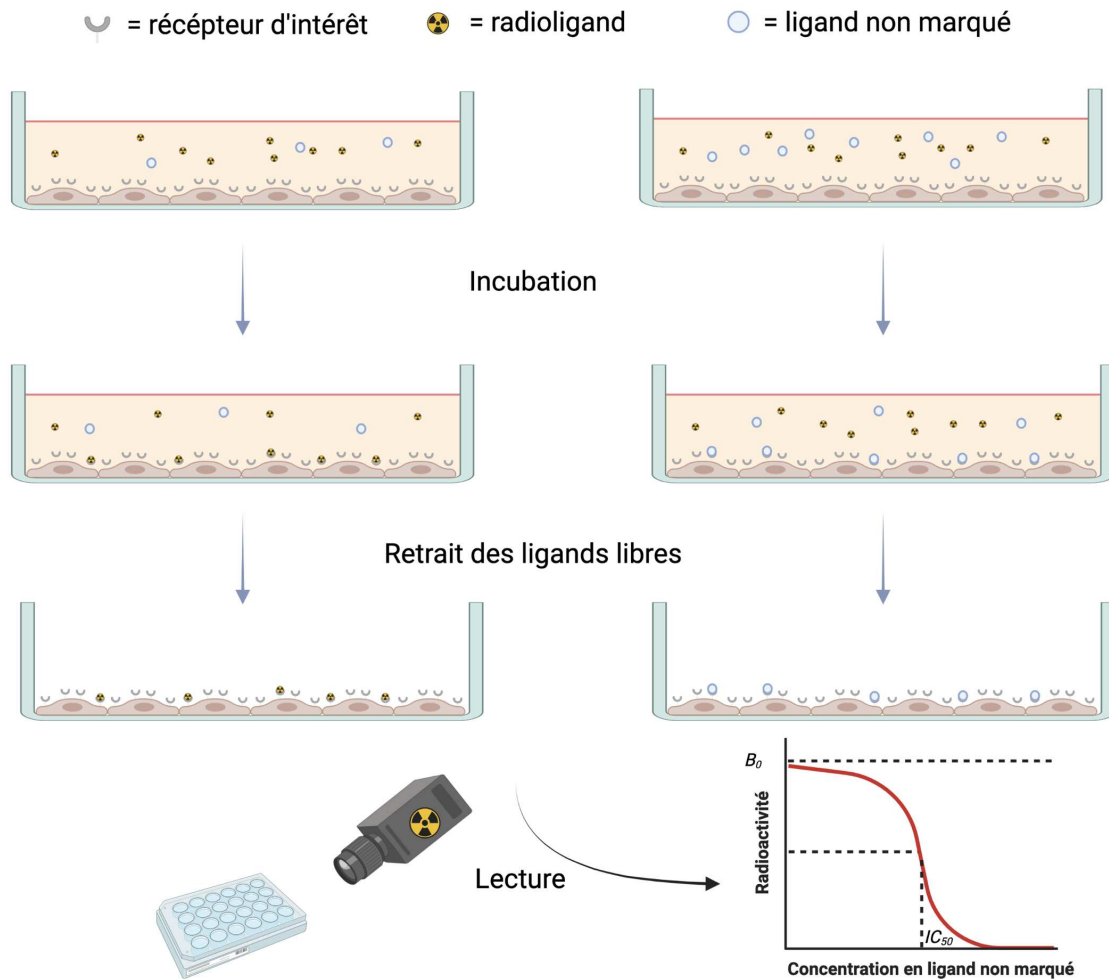 = récépteur d'intérêt = radioligand = ligand non marqué
Incubation
Retrait des ligands libres
Lecture
B0
Radioactivité
IC50
Concentration en ligand non marqué